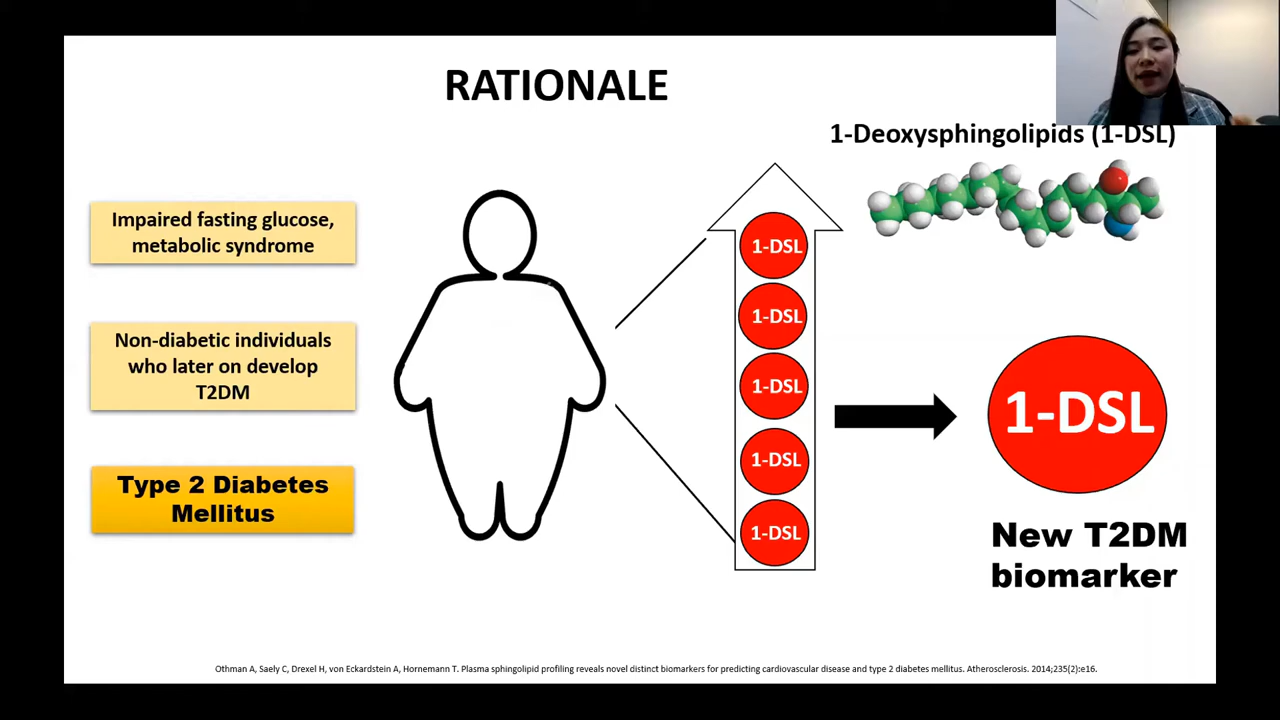 RATIONALE
1-Deoxysphingolipids (1-DSL)
Impaired fasting glucose,
metabolic syndrome
Non-diabetic individuals
who later on develop
T2DM
Type 2 Diabetes
Mellitus
1-DSL
1-DSL
1-DSL
1-DSL
1-DSL
1-DSL
New T2DM
biomarker
Othman A, Saely C, Drexel H, von Eckardstein A, Hornemann T. Plasma sphingolipid profiling reveals novel distinct biomarkers for predicting cardiovascular disease and type 2 diabetes mellitus. Atherosclerosis. 2014;235(2):e16.